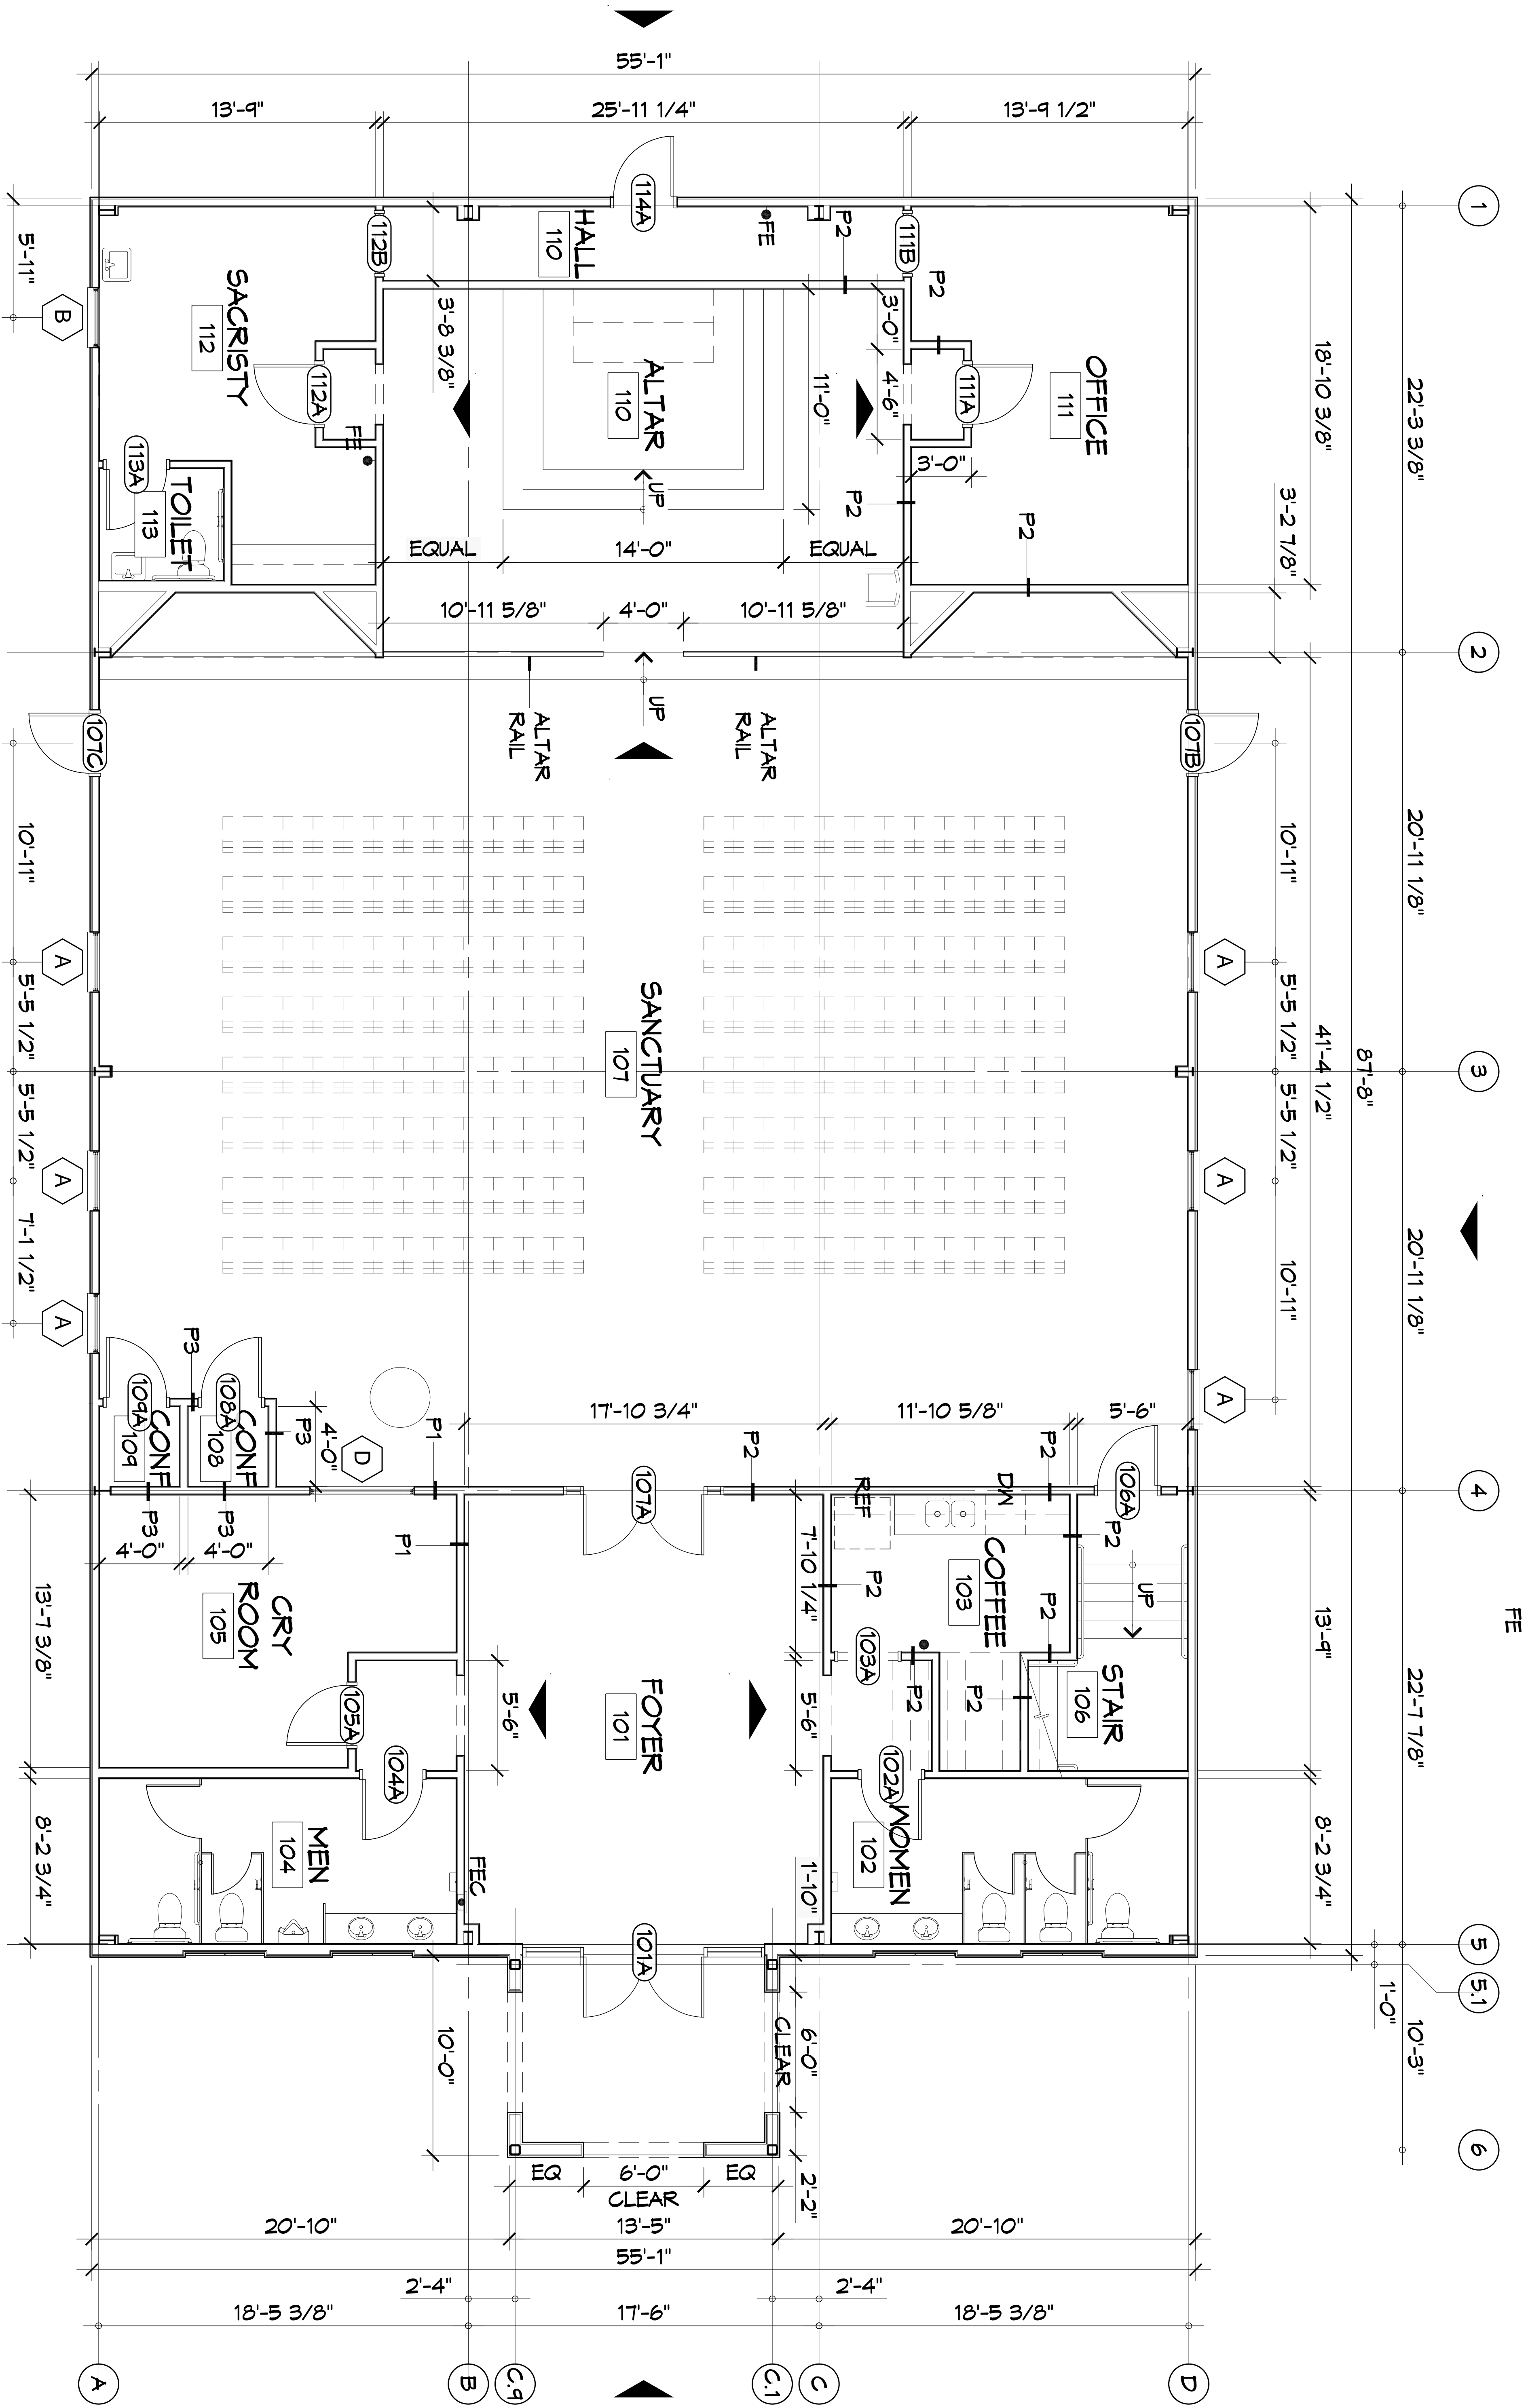 55'-1"
13'-9"
25'-11 1/4"
13'-9 1/2"
1
22'-3 3/8"
18'-10 3/8"
3'-2 7/8"
2
20'-11 1/8"
10'-11"
5'-5 1/2"
41'-4 1/2"
87'-8"
3
5'-5 1/2"
20'-11 1/8"
10'-11"
4
FE
13'-9"
22'-7 7/8"
8'-2 3/4"
5
5.1
1'-0"
10'-3"
6
114A
HALL
110
FE
P2
111B
112B
P2
OFFICE
111
111A
3'-0"
4'-6"
11'-0"
3'-0"
3'-8 3/8"
ALTAR
110
UP
P2
P2
SACRISTY
112
112A
FE
113A
TOILET
113
5'-11"
B
EQUAL
14'-0"
EQUAL
10'-11 5/8"
4'-0"
10'-11 5/8"
UP
ALTAR
RAIL
ALTAR
RAIL
107C
107B
10'-11"
A
5'-5 1/2"
5'-5 1/2"
A
7'-1 1/2"
A
A
A
A
SANCTUARY
107
P3
109A
CONF
109
108A
CONF
108
P3
4'-0"
D
P1
17'-10 3/4"
11'-10 5/8"
5'-6"
P2
P2
107A
REF
DW
106A
P3
P3
4'-0"
4'-0"
P1
7'-10 1/4"
P2
P2
P2
COFFEE
103
UP
13'-7 3/8"
CRY
ROOM
105
105A
5'-6"
FOYER
101
5'-6"
103A
P2
P2
STAIR
106
104A
102A
8'-2 3/4"
MEN
104
FEC
1'-10"
WOMEN
102
101A
10'-0"
6'-0"
CLEAR
EQ
6'-0"
CLEAR
EQ
2'-2"
20'-10"
13'-5"
20'-10"
55'-1"
2'-4"
2'-4"
18'-5 3/8"
17'-6"
18'-5 3/8"
A
B
C.9
C.1
C
D